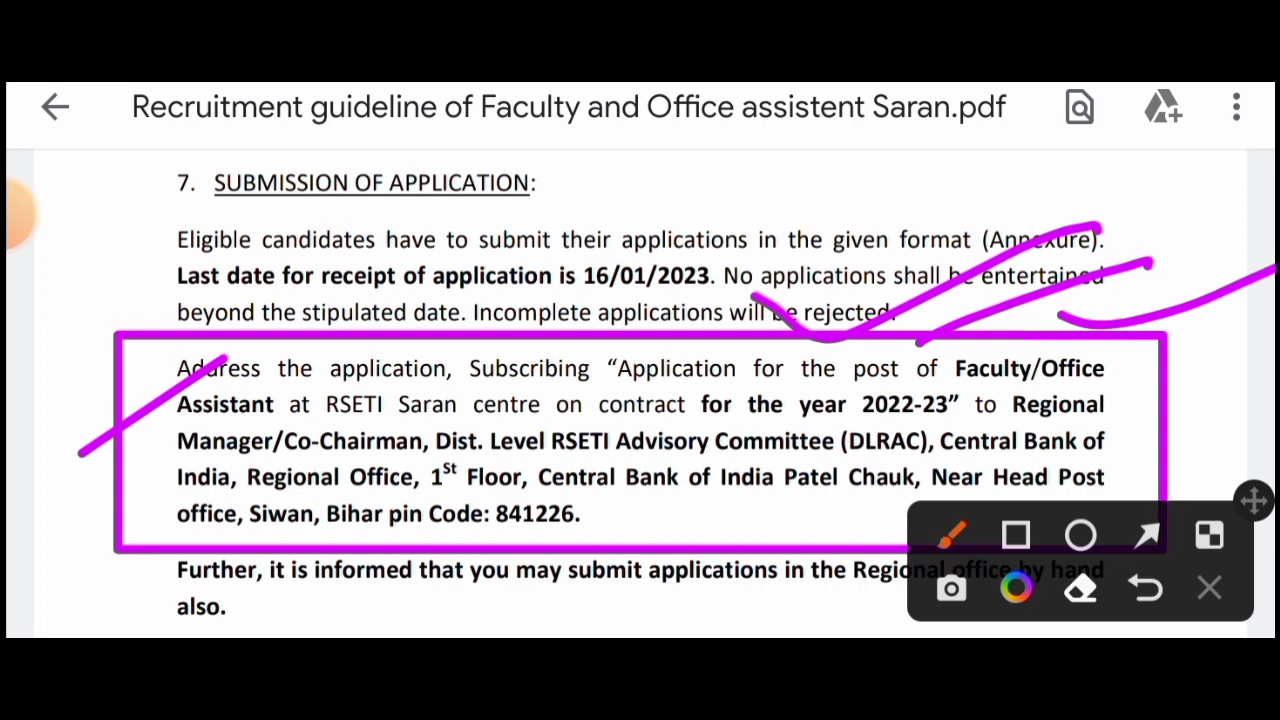 Recruitment guideline of Faculty and Office assistent Saran.pdf
7. SUBMISSION OF APPLICATION:
Eligible candidates have to submit their applications in the given format (Annexure).
Last date for receipt of application is 16/01/2023. No applications shall be entertained
beyond the stipulated date. Incomplete applications will be rejected.
Address the application, Subscribing “Application for the post of Faculty/Office
Assistant at RSETI Saran centre on contract for the year 2022-23” to Regional
Manager/Co-Chairman, Dist. Level RSETI Advisory Committee (DLRAC), Central Bank of
India, Regional Office, 1St Floor, Central Bank of India Patel Chauk, Near Head Post
office, Siwan, Bihar pin Code: 841226.
Further, it is informed that you may submit applications in the Regional office by hand
also.